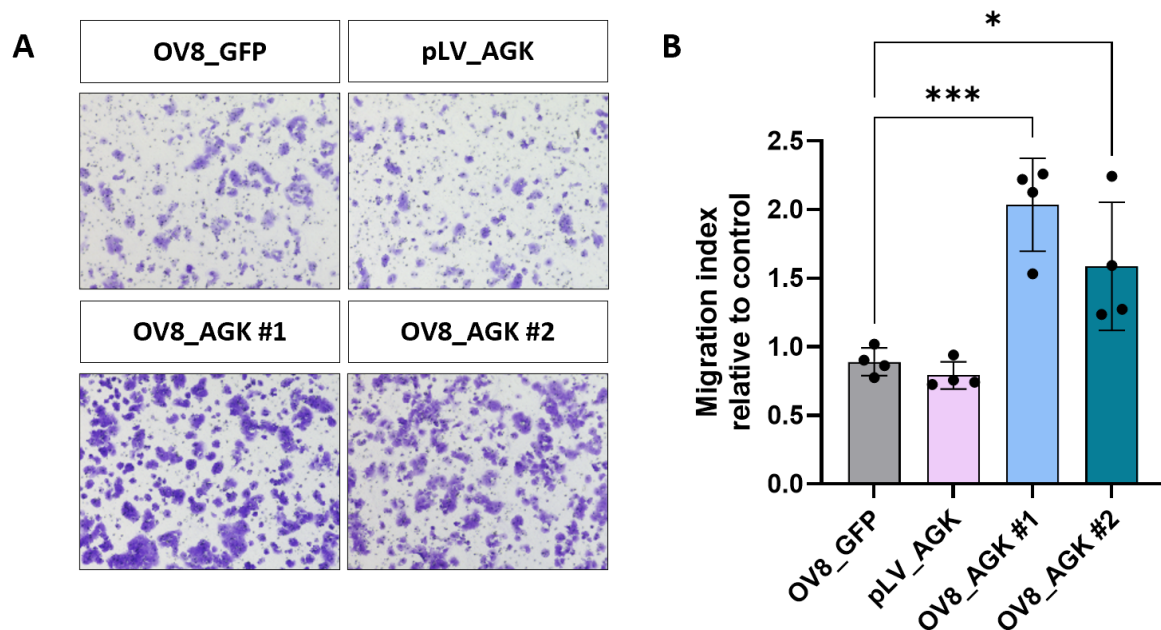 A
OV8_GFP
pLV_AGK
OV8_AGK #1
OV8_AGK #2
B
*
***
Migration index
relative to control
2.5
2.0
1.5
1.0
0.5
0.0
OV8_GFP
pLV_AGK
OV8_AGK #1
OV8_AGK #2